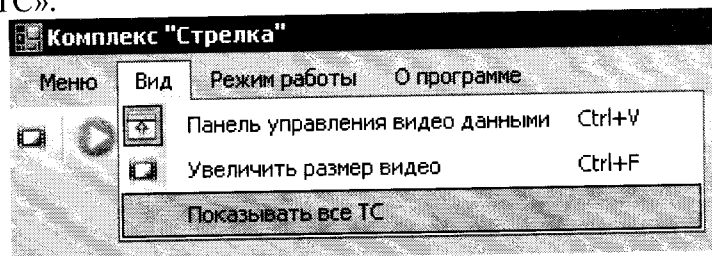 ТС».
Комплекс "Стрелка"
Меню Вид Режим работы О программе
Панель управления видео данными Ctrl+V
Увеличить размер видео Ctrl+F
Показывать все ТС